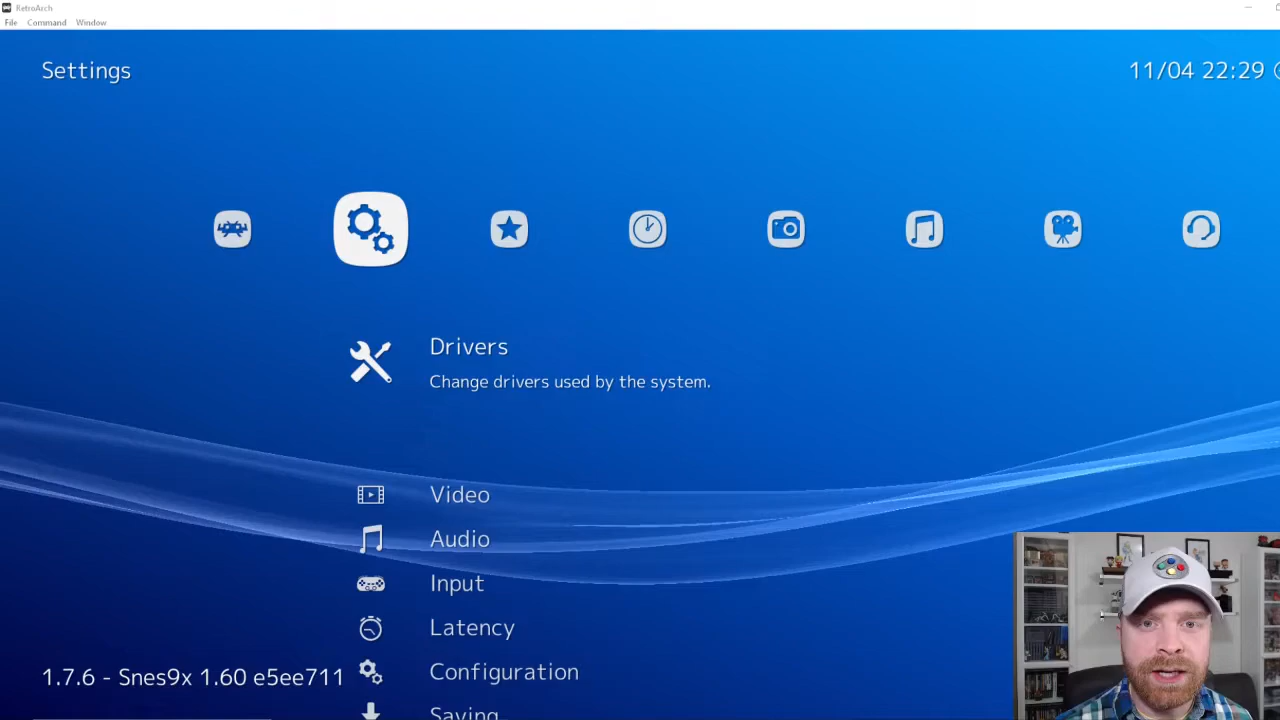 RetroArch
File Command Window
Settings
11/04 22:29
Drivers
Change drivers used by the system.
Video
Audio
Input
Latency
Configuration
1.7.6 - Snes9x 1.60 e5ee711
Saving